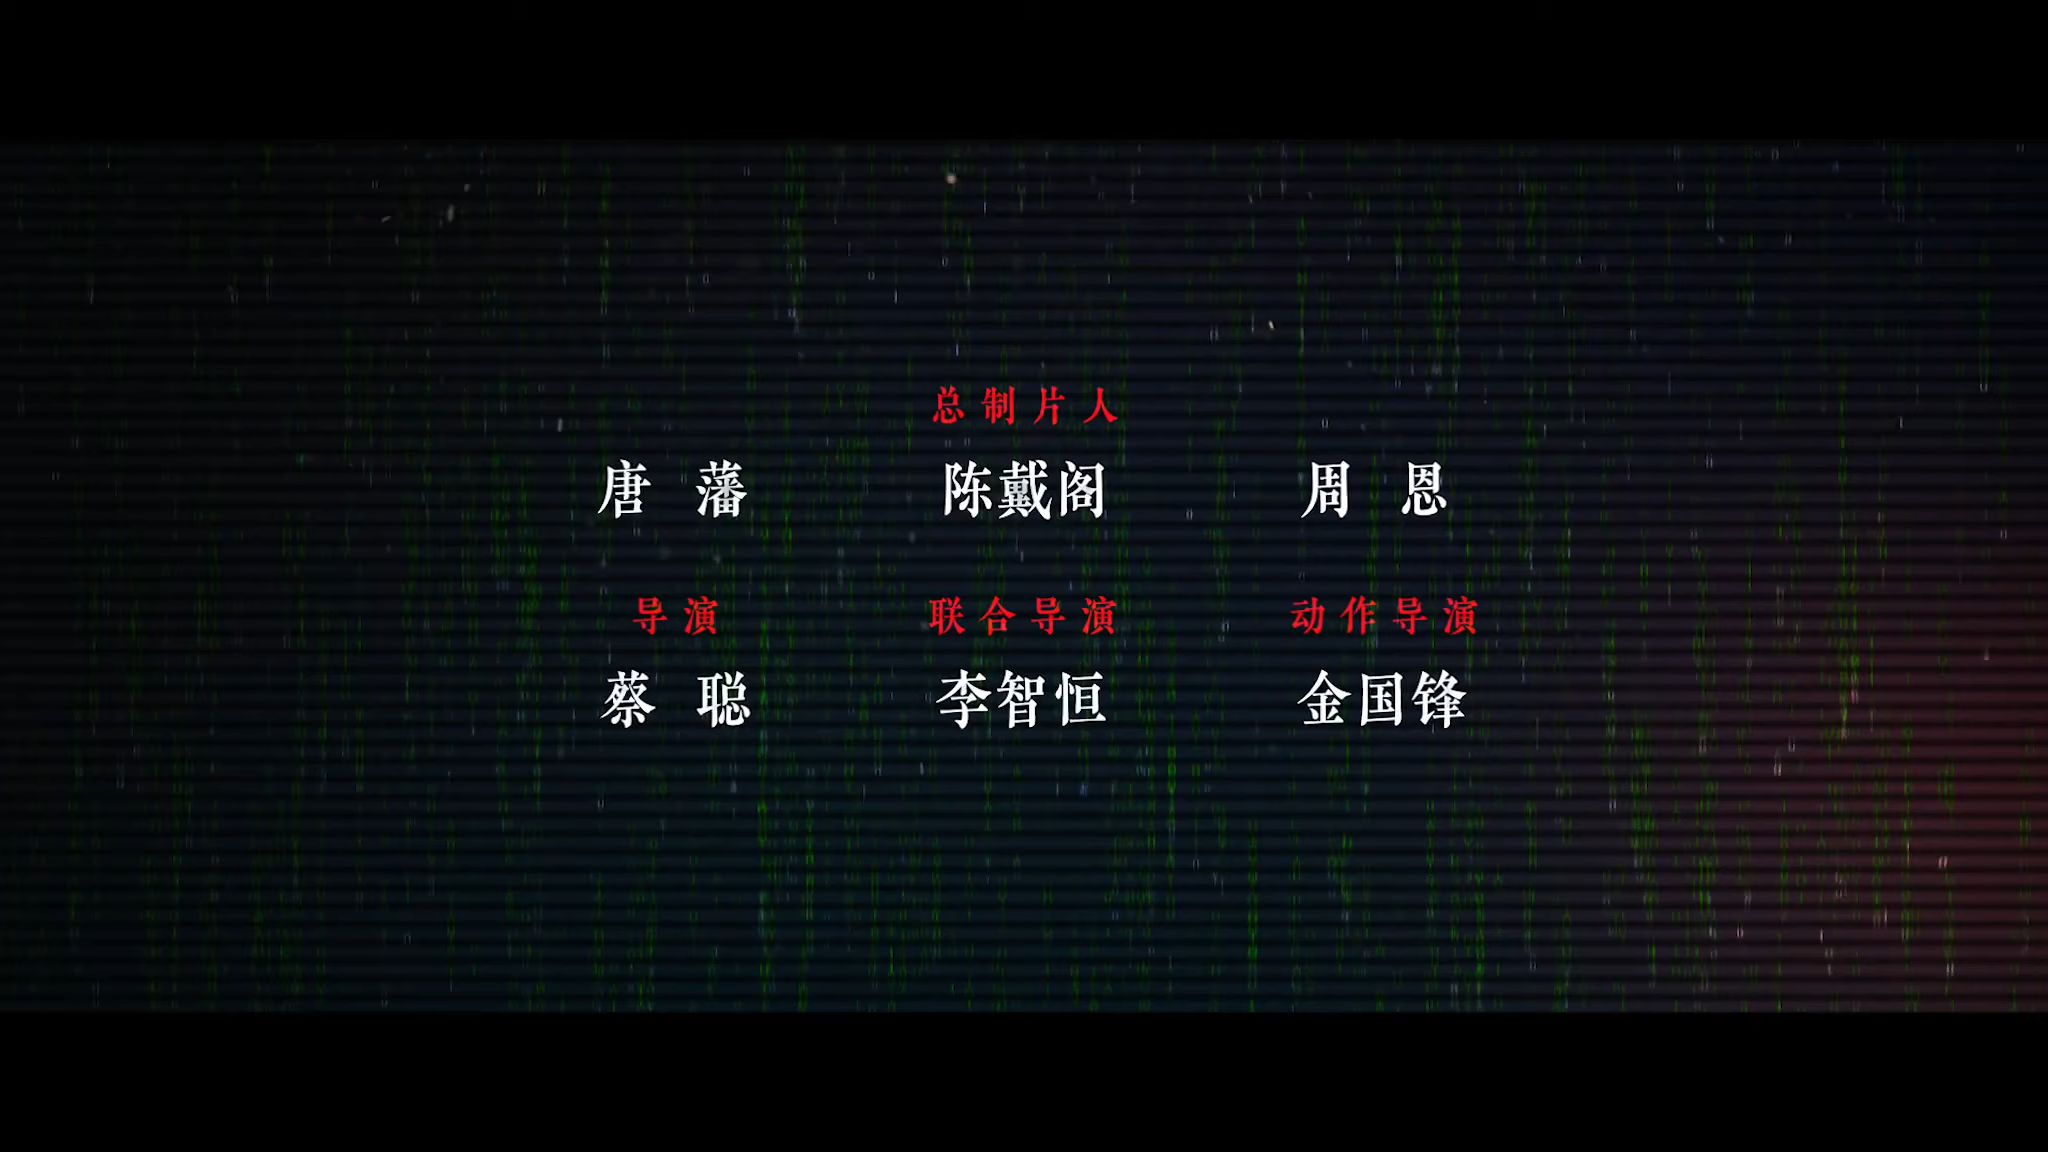 总制片人
唐 藩 陈戴阁 周 恩
导演 联合导演 动作导演
蔡 聪 李智恒 金国锋